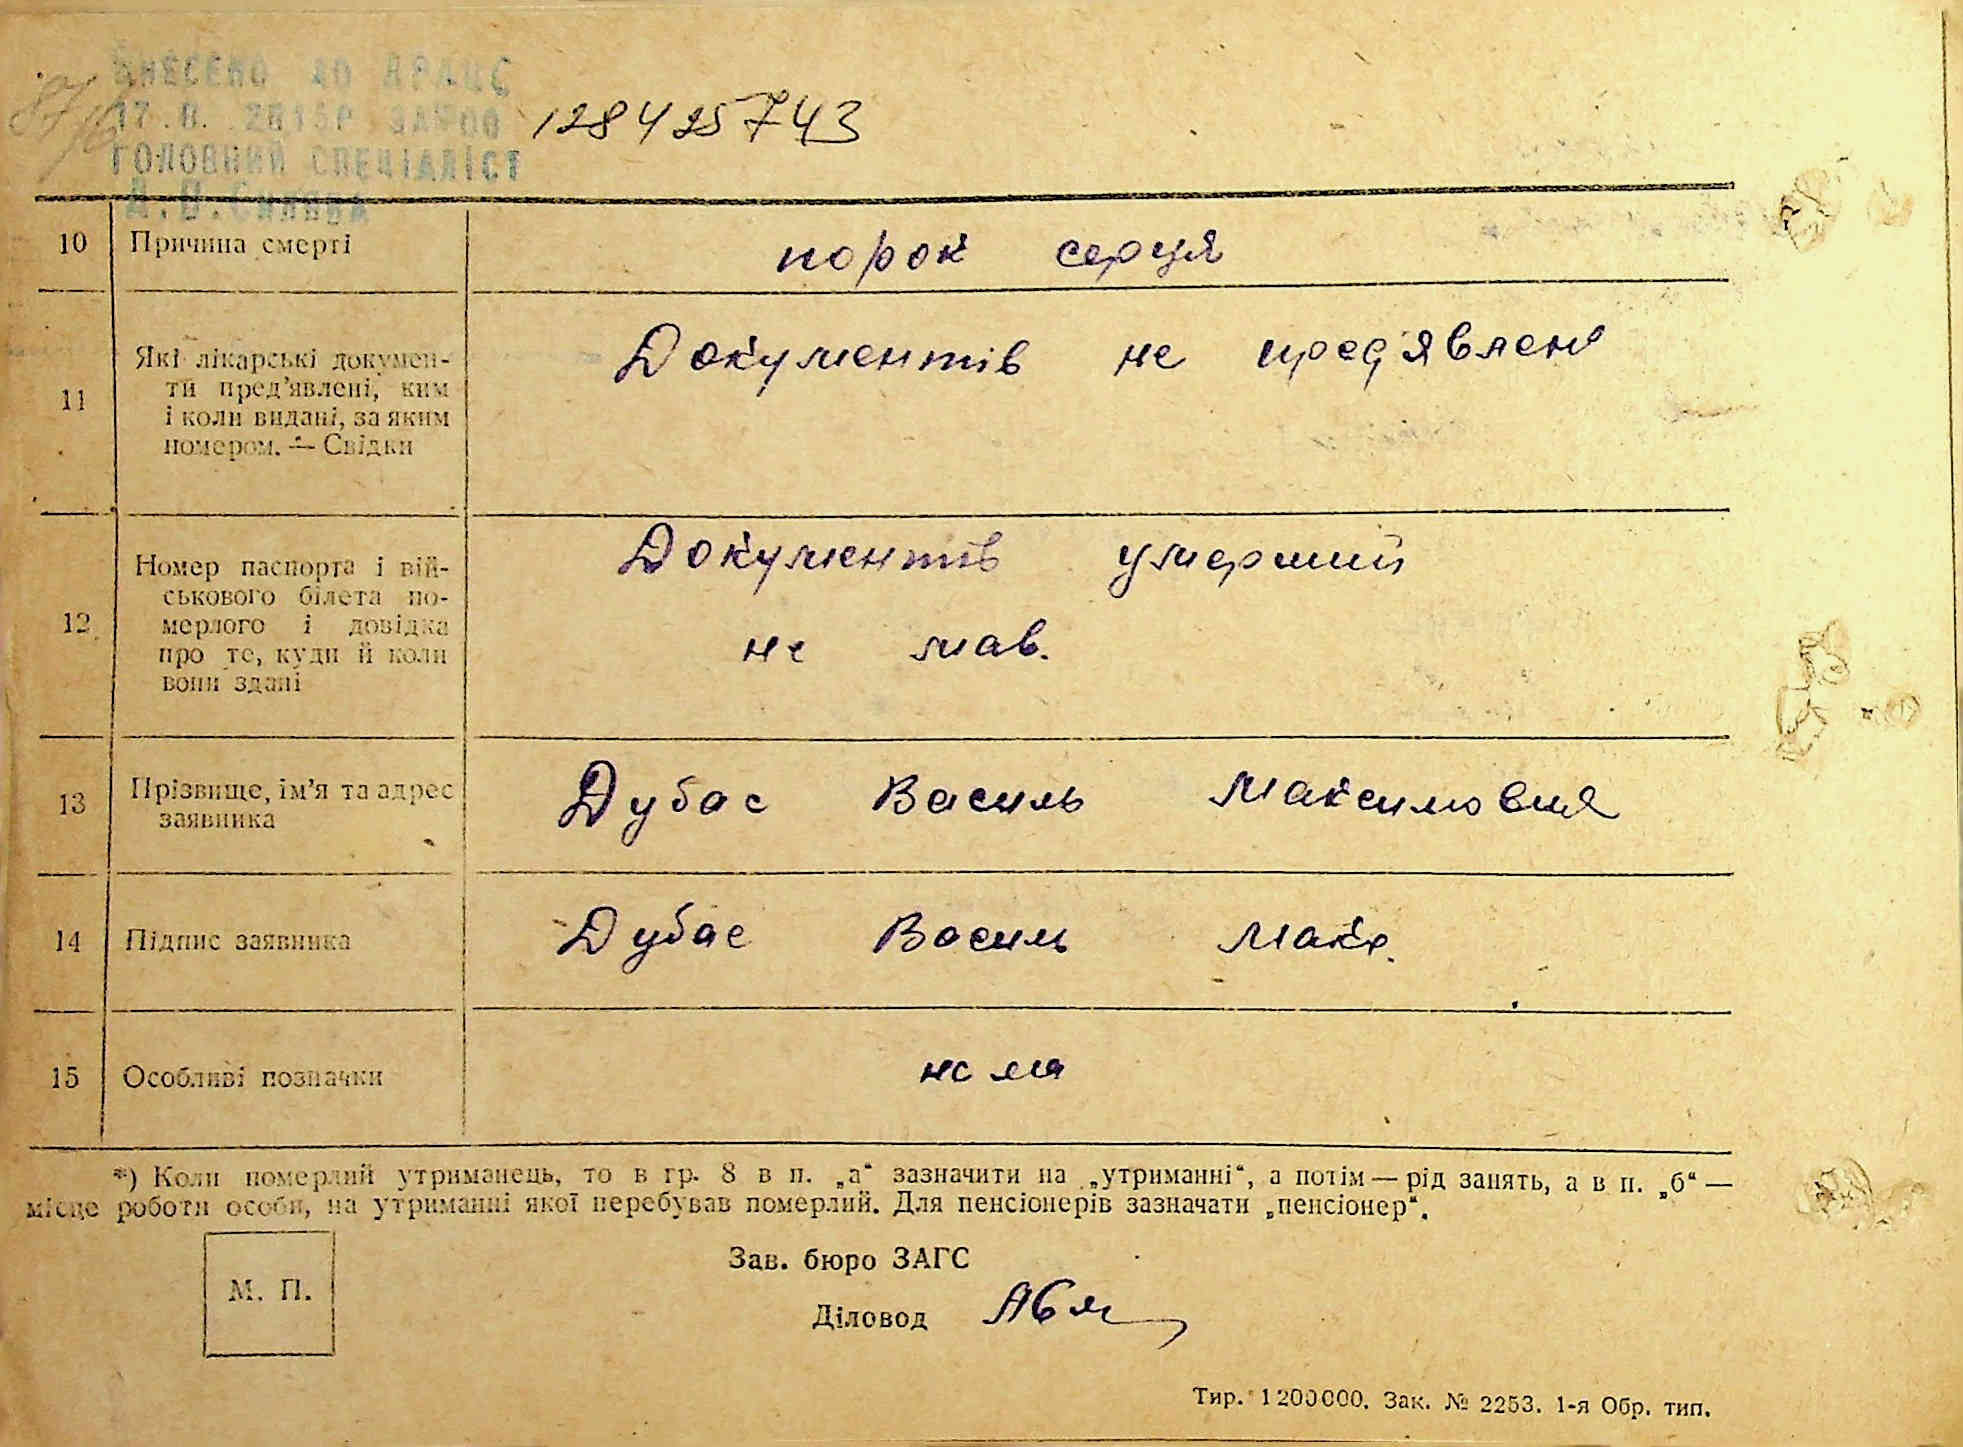 ВНЕСЕНО до ДРАЦС
128425743
ГОЛОВНИЙ СПЕЦІАЛІСТ
10 Причина смерті порок серця
11 Які лікарські докумен-
ти пред’явлені, ким
і коли видані, за яким
номером. — Свідки
Документів не пред'явлено
12 Номер паспорта і вій-
ськового білета по-
мерлого і довідка
про те, куди й коли
вони здані
Документів умерший
не мав.
13 Прізвище, ім’я та адрес
заявника
Дубас Василь Максимович
14 Підпис заявника Дубас Василь Макс.
15 Особливі позначки нема
*) Коли померлий утриманець, то в гр. 8 в п. „а“ зазначити на „утриманні“, а потім — рід занять, а в п. „б“ —
місце роботи особи, на утриманні якої перебував померлий. Для пенсіонерів зазначати „пенсіонер“.
М. П.
Зав. бюро ЗАГС
Діловод
Тир. 1200000. Зак. № 2253. 1-я Обр. тип.